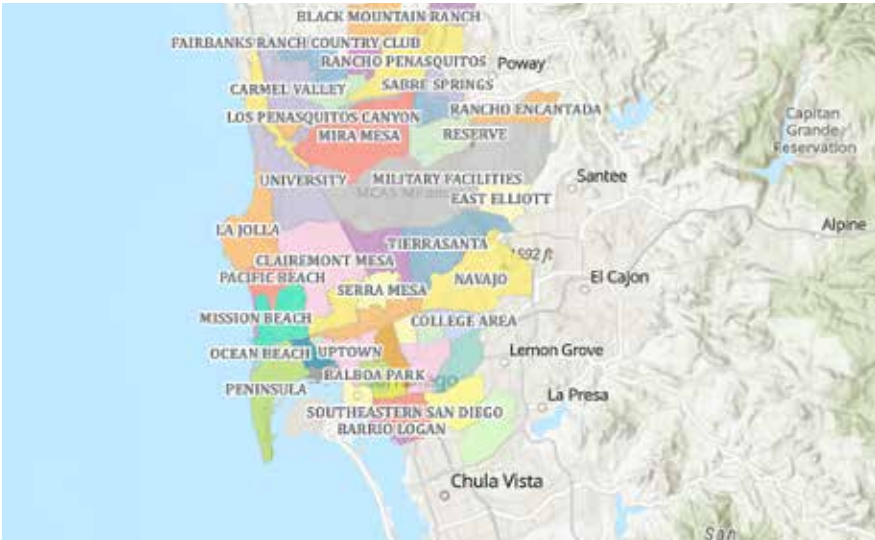 BLACK MOUNTAIN RANCH
FAIRBANKS RANCH COUNTRY CLUB
RANCHO PENASQUITOS
Poway
SABRE SPRINGS
CARMEL VALLEY
RANCHO ENCANTADA
LOS PENASQUITOS CANYON
Capitan
Grande
Reservation
MIRA MESA
RESERVE
UNIVERSITY
MILITARY FACILITIES
Santee
EAST ELLIOTT
LA JOLLA
Alpine
TIERRASANTA
1592 ft
CLAIREMONT MESA
PACIFIC BEACH
NAVAJO
El Cajon
SERRA MESA
MISSION BEACH
COLLEGE AREA
OCEAN BEACH
UPTOWN
Lemon Grove
BALBOA PARK
PENINSULA
La Presa
SOUTHEASTERN SAN DIEGO
BARRIO LOGAN
Chula Vista
San